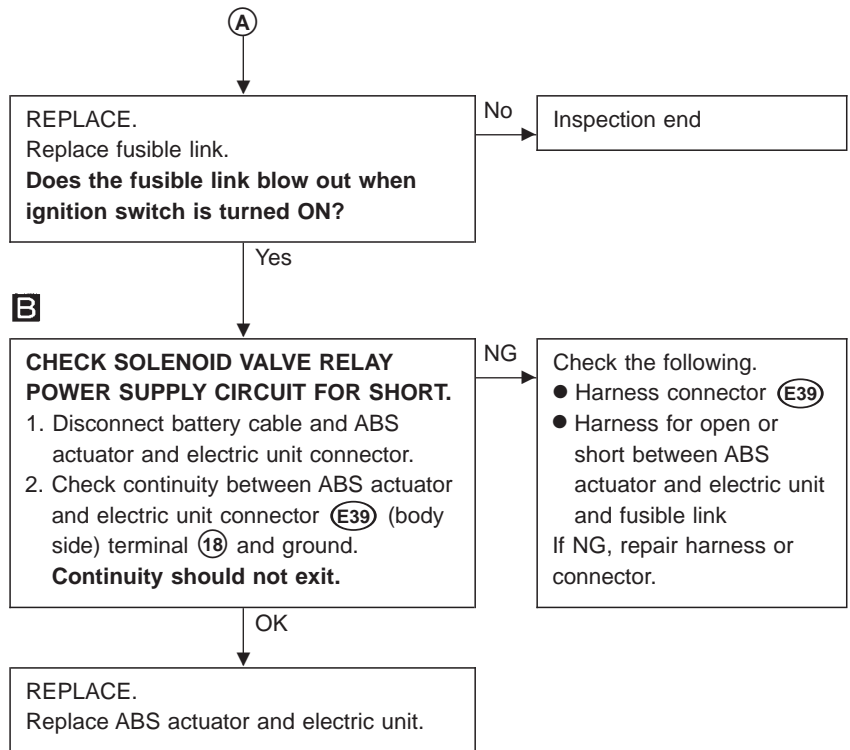 A
REPLACE.
Replace fusible link.
Does the fusible link blow out when
ignition switch is turned ON?
No
Inspection end
Yes
B
CHECK SOLENOID VALVE RELAY
POWER SUPPLY CIRCUIT FOR SHORT.
1. Disconnect battery cable and ABS
actuator and electric unit connector.
2. Check continuity between ABS actuator
and electric unit connector E39 (body
side) terminal 18 and ground.
Continuity should not exit.
NG
Check the following.
● Harness connector E39
● Harness for open or
short between ABS
actuator and electric unit
and fusible link
If NG, repair harness or
connector.
OK
REPLACE.
Replace ABS actuator and electric unit.